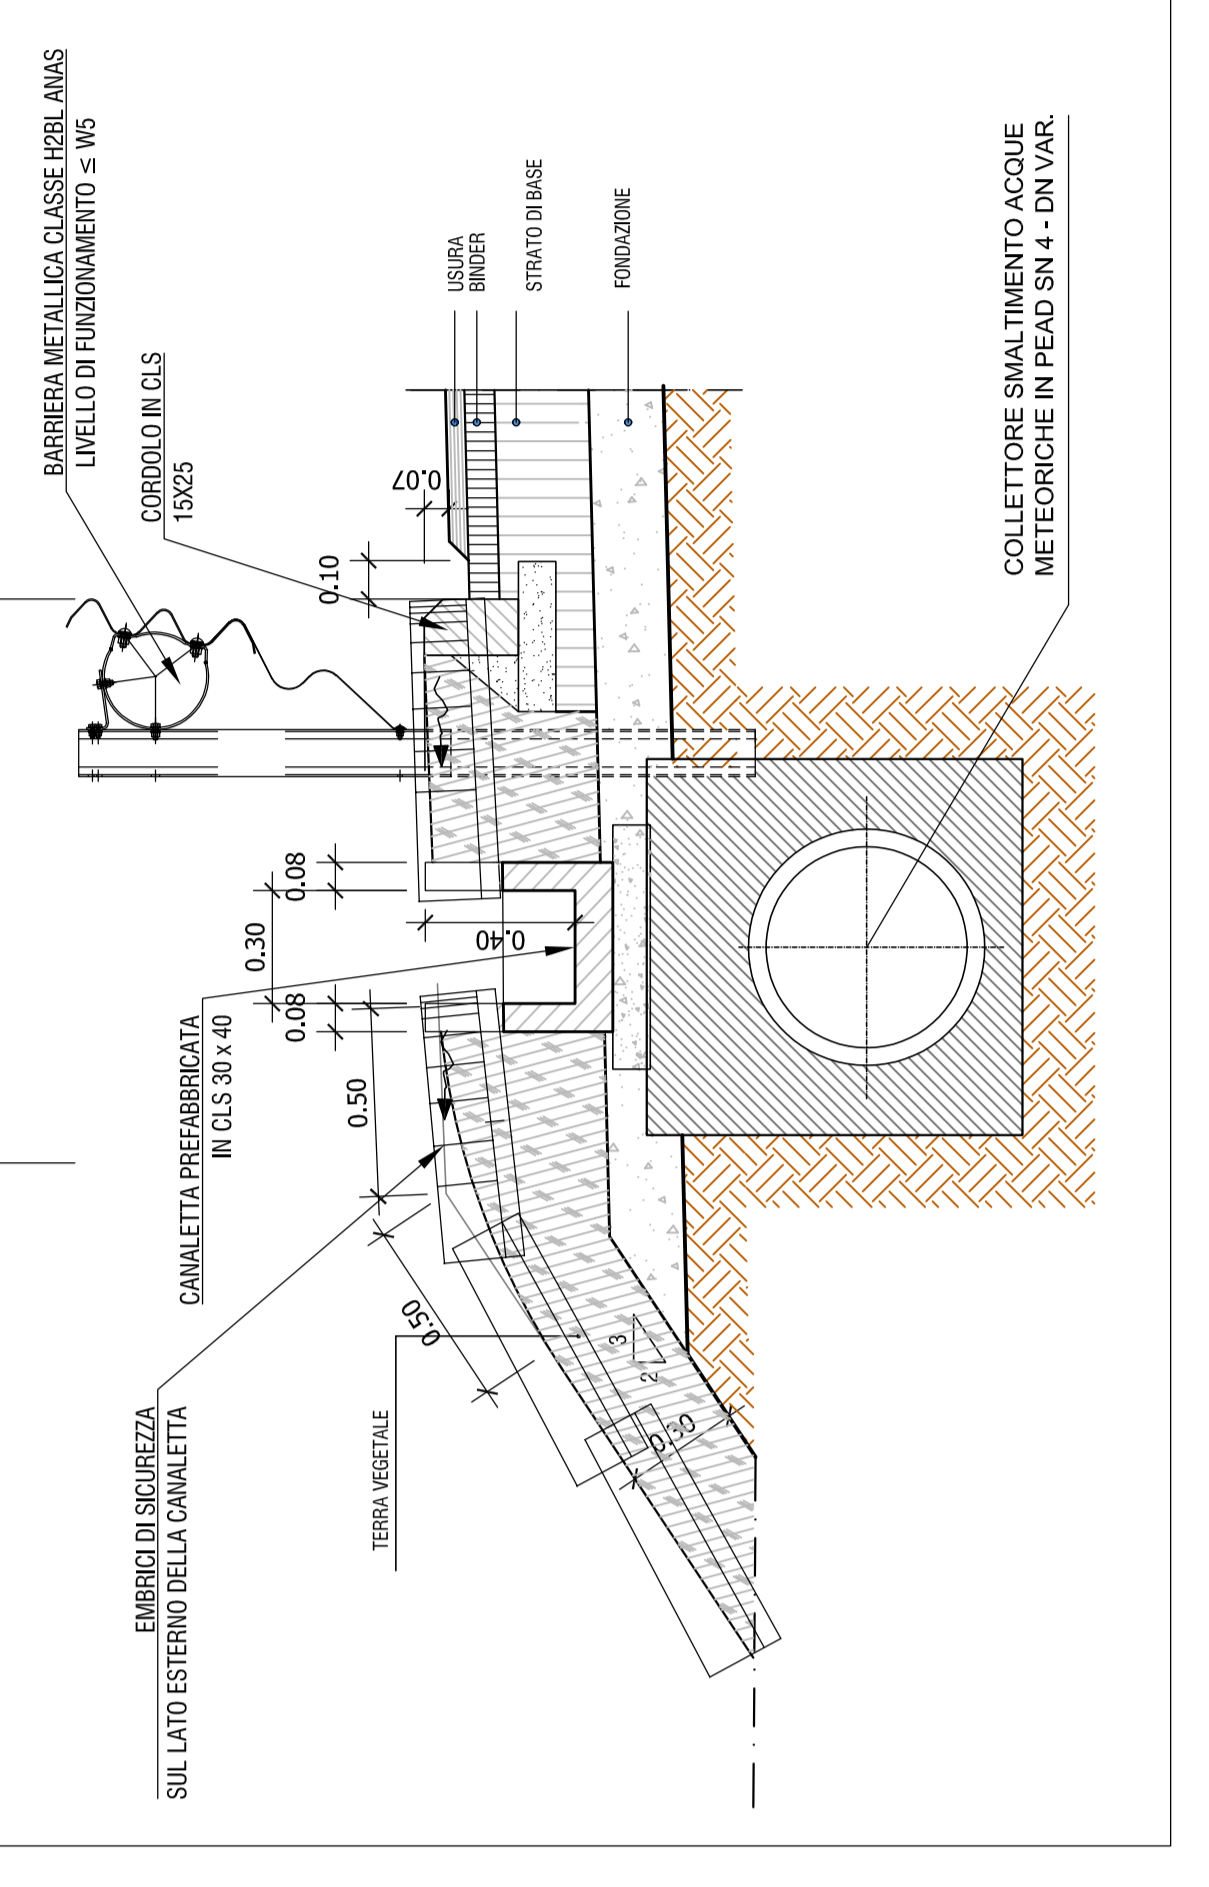 EMBRICI DI SICUREZZA
SUL LATO ESTERNO DELLA CANALETTA
CANALETTA PREFABBRICATA
IN CLS 30 x 40
BARRIERA METALLICA CLASSE H2BL ANAS
LIVELLO DI FUNZIONAMENTO ≤ W5
CORDOLO IN CLS
15X25
0.30
0.08
0.08
0.10
0.07
0.50
0.50
0.40
TERRA VEGETALE
USURA
BINDER
STRATO DI BASE
FONDAZIONE
3
2
0.30
COLLETTORE SMALTIMENTO ACQUE
METEORICHE IN PEAD SN 4 - DN VAR.